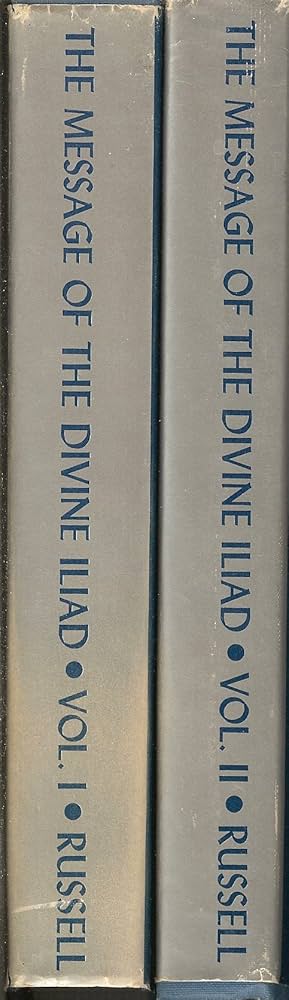 THE MESSAGE OF THE DIVINE ILIAD • VOL. I • RUSSELL
THE MESSAGE OF THE DIVINE ILIAD • VOL. II • RUSSELL